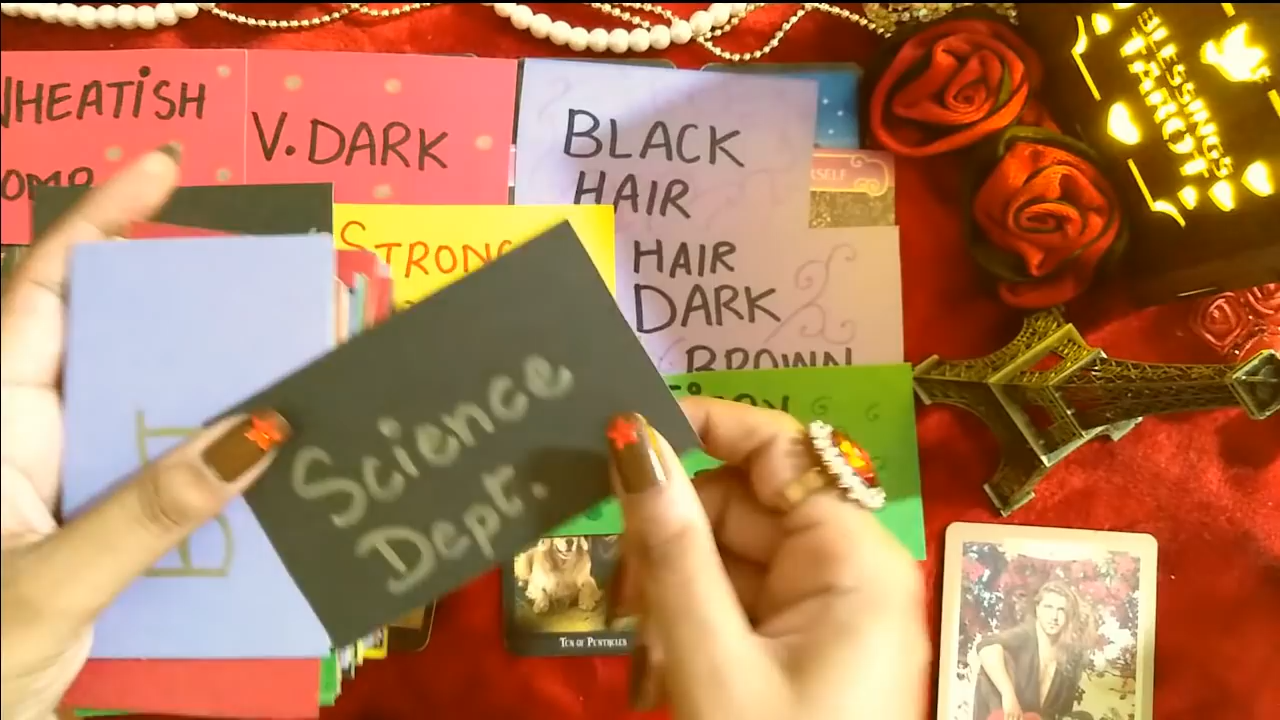 WHEATiSH
V. DARK
BLACK
HAIR
HAIR
DARK
BROWN
STRONG
Science
Dept.
TEN OF PENTACLES
BLESSINGS
TAROT